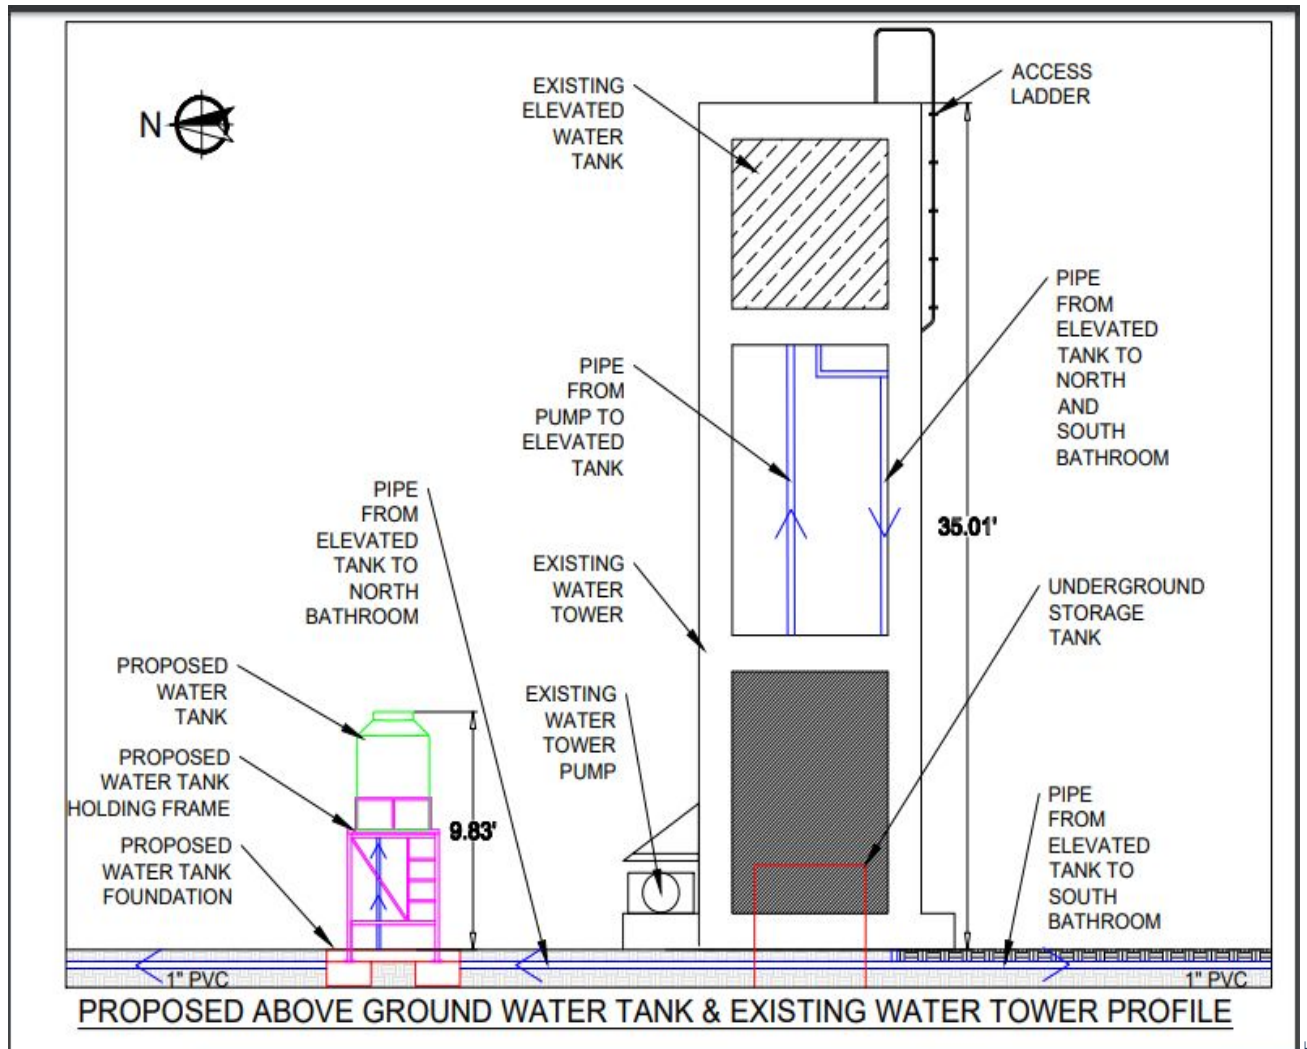 N
EXISTING
ELEVATED
WATER
TANK
ACCESS
LADDER
PIPE
FROM
ELEVATED
TANK TO
NORTH
AND
SOUTH
BATHROOM
PIPE
FROM
PUMP TO
ELEVATED
TANK
PIPE
FROM
ELEVATED
TANK TO
NORTH
BATHROOM
35.01'
EXISTING
WATER
TOWER
UNDERGROUND
STORAGE
TANK
PROPOSED
WATER
TANK
EXISTING
WATER
TOWER
PUMP
PROPOSED
WATER TANK
HOLDING FRAME
9.83'
PROPOSED
WATER TANK
FOUNDATION
PIPE
FROM
ELEVATED
TANK TO
SOUTH
BATHROOM
1" PVC
1" PVC
PROPOSED ABOVE GROUND WATER TANK & EXISTING WATER TOWER PROFILE